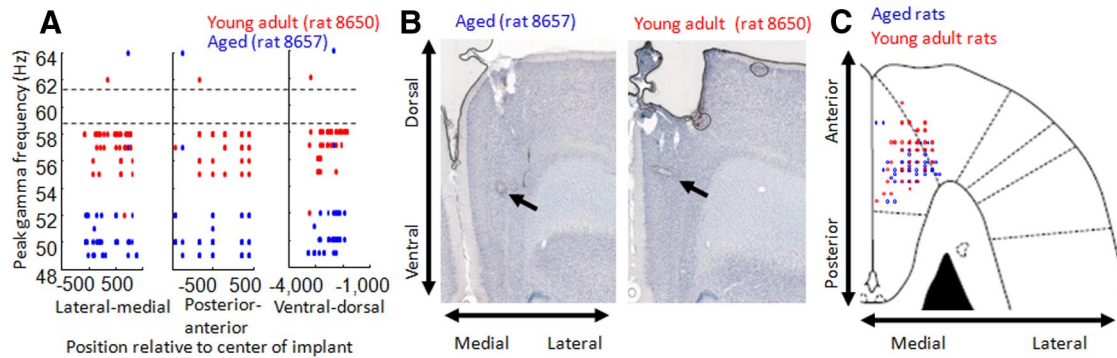 A
Young adult (rat 8650)
Aged (rat 8657)
Peak gamma frequency (Hz)
64
62
60
58
56
54
52
50
48
-500 500
-500 500
-4,000 -1,000
Lateral-medial
Posterior-
anterior
Ventral-dorsal
Position relative to center of implant
B
Aged (rat 8657)
Young adult (rat 8650)
Dorsal
Ventral
Medial
Lateral
C
Aged rats
Young adult rats
Anterior
Posterior
Medial
Lateral